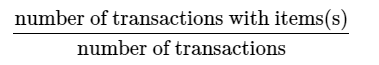 number of transactions with items(s)
number of transactions